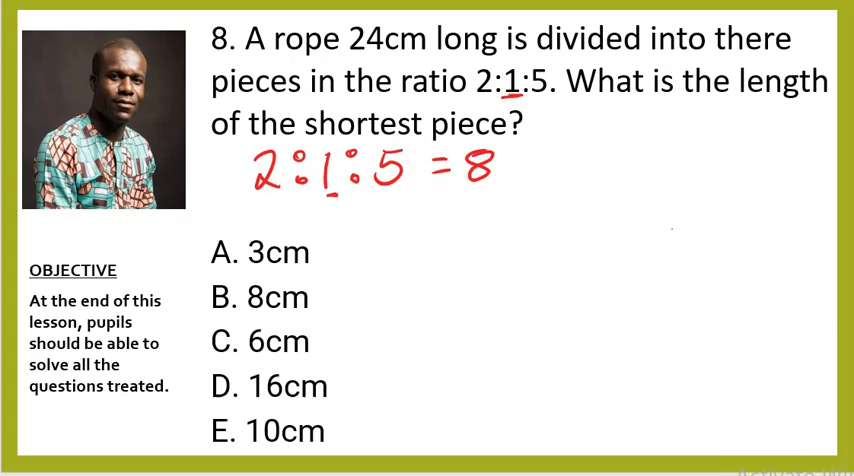 8. A rope 24cm long is divided into there
pieces in the ratio 2:1:5. What is the length
of the shortest piece?
2:1:5 = 8
A. 3cm
B. 8cm
C. 6cm
D. 16cm
E. 10cm
OBJECTIVE
At the end of this
lesson, pupils
should be able to
solve all the
questions treated.